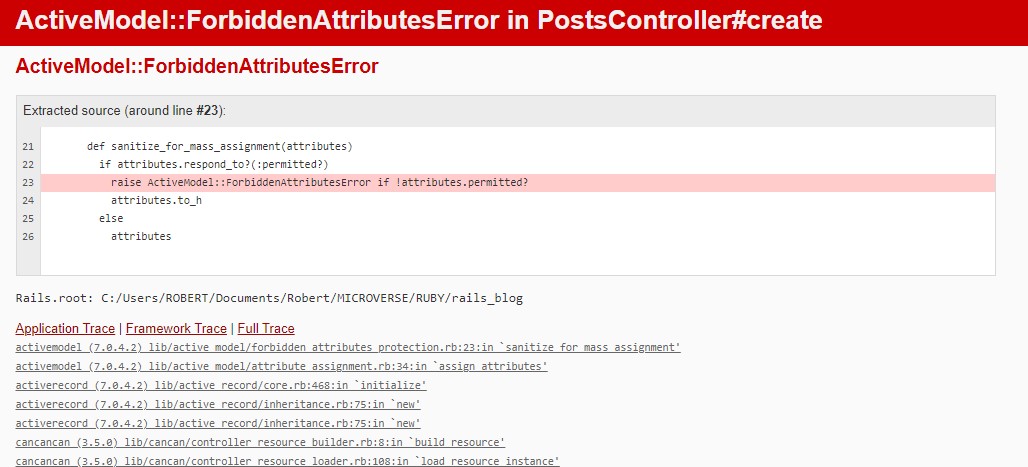 ActiveModel::ForbiddenAttributesError in PostsController#create
ActiveModel::ForbiddenAttributesError
Extracted source (around line #23):
21 def sanitize_for_mass_assignment(attributes)
22 if attributes.respond_to?(:permitted?)
23 raise ActiveModel::ForbiddenAttributesError if !attributes.permitted?
24 attributes.to_h
25 else
26 attributes
Rails.root: C:/Users/ROBERT/Documents/Robert/MICROVERSE/RUBY/rails_blog
Application Trace | Framework Trace | Full Trace
activemodel (7.0.4.2) lib/active_model/forbidden_attributes_protection.rb:23:in `sanitize_for_mass_assignment'
activemodel (7.0.4.2) lib/active_model/attribute_assignment.rb:34:in `assign_attributes'
activerecord (7.0.4.2) lib/active_record/core.rb:468:in `initialize'
activerecord (7.0.4.2) lib/active_record/inheritance.rb:75:in `new'
activerecord (7.0.4.2) lib/active_record/inheritance.rb:75:in `new'
cancancan (3.5.0) lib/cancan/controller_resource_builder.rb:8:in `build_resource'
cancancan (3.5.0) lib/cancan/controller_resource_loader.rb:108:in `load_resource_instance'